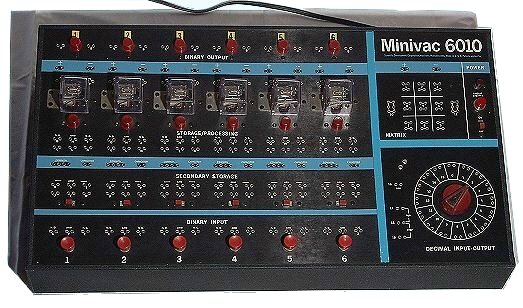 1 2 3 4 5 6
Minivac 6010
BINARY OUTPUT
POWER
MATRIX
STORAGE/PROCESSING
SECONDARY STORAGE
BINARY INPUT
DECIMAL INPUT-OUTPUT
1 2 3 4 5 6